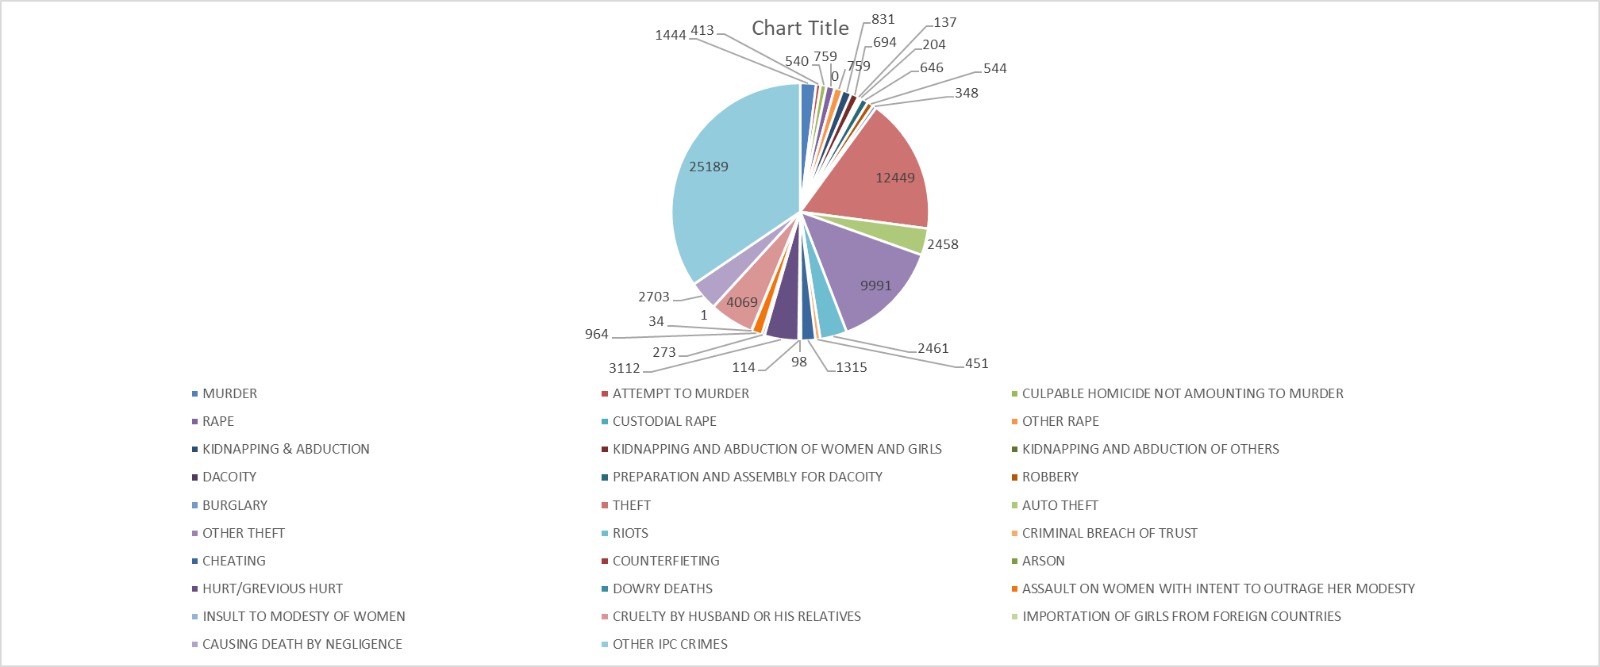 Chart Title
831
137
413
1444
694
204
540
759
0
759
646
544
348
12449
25189
2458
9991
2703
4069
1
34
964
2461
273
451
3112
114
98
1315
MURDER
ATTEMPT TO MURDER
CULPABLE HOMICIDE NOT AMOUNTING TO MURDER
RAPE
CUSTODIAL RAPE
OTHER RAPE
KIDNAPPING & ABDUCTION
KIDNAPPING AND ABDUCTION OF WOMEN AND GIRLS
KIDNAPPING AND ABDUCTION OF OTHERS
DACOITY
PREPARATION AND ASSEMBLY FOR DACOITY
ROBBERY
BURGLARY
THEFT
AUTO THEFT
OTHER THEFT
RIOTS
CRIMINAL BREACH OF TRUST
CHEATING
COUNTERFIETING
ARSON
HURT/GREVIOUS HURT
DOWRY DEATHS
ASSAULT ON WOMEN WITH INTENT TO OUTRAGE HER MODESTY
INSULT TO MODESTY OF WOMEN
CRUELTY BY HUSBAND OR HIS RELATIVES
IMPORTATION OF GIRLS FROM FOREIGN COUNTRIES
CAUSING DEATH BY NEGLIGENCE
OTHER IPC CRIMES